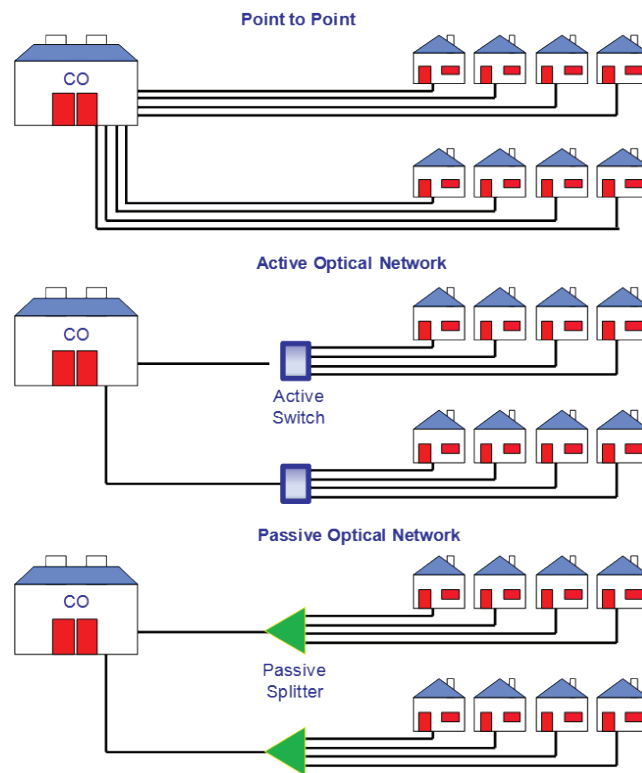 Point to Point
CO
Active Optical Network
CO
Active
Switch
Passive Optical Network
CO
Passive
Splitter